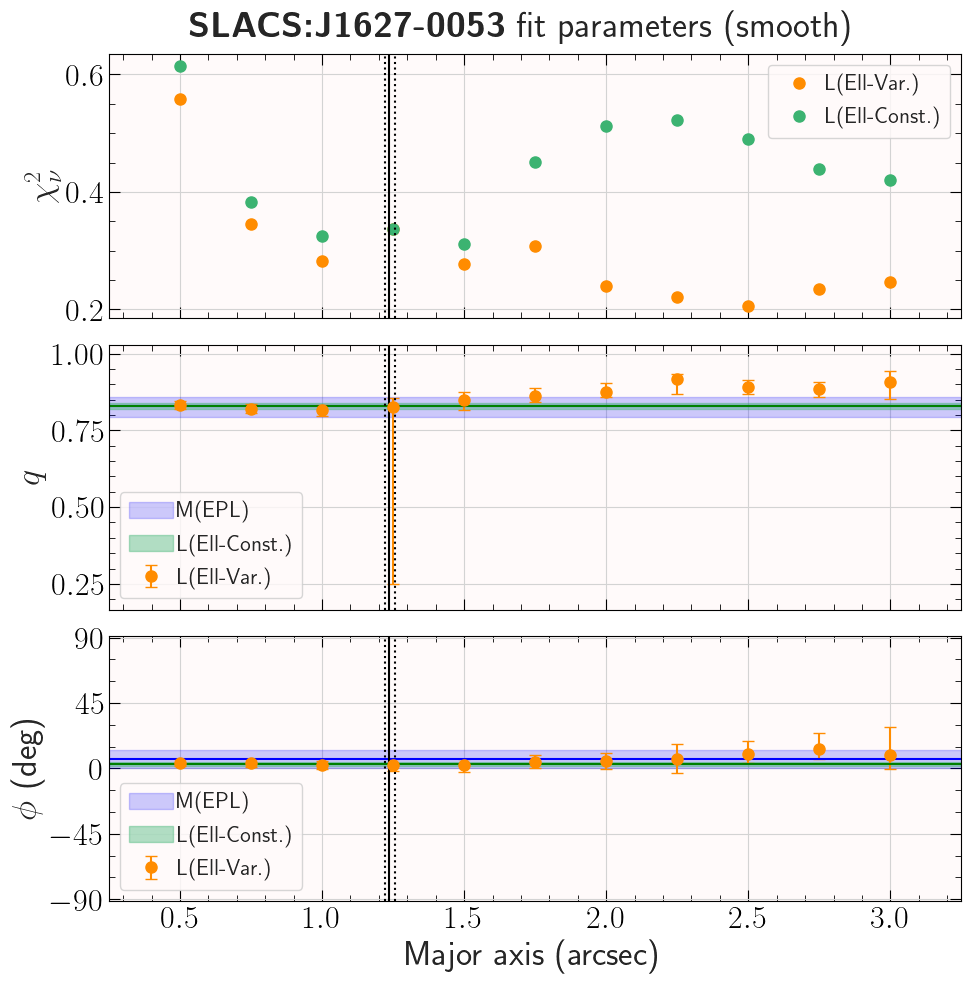 SLACS:J1627-0053 fit parameters (smooth)
0.6
0.4
0.2
χ²ᵥ
L(Ell-Var.)
L(Ell-Const.)
1.00
0.75
0.50
0.25
q
M(EPL)
L(Ell-Const.)
L(Ell-Var.)
90
45
0
−45
−90
ϕ (deg)
M(EPL)
L(Ell-Const.)
L(Ell-Var.)
0.5 1.0 1.5 2.0 2.5 3.0
Major axis (arcsec)